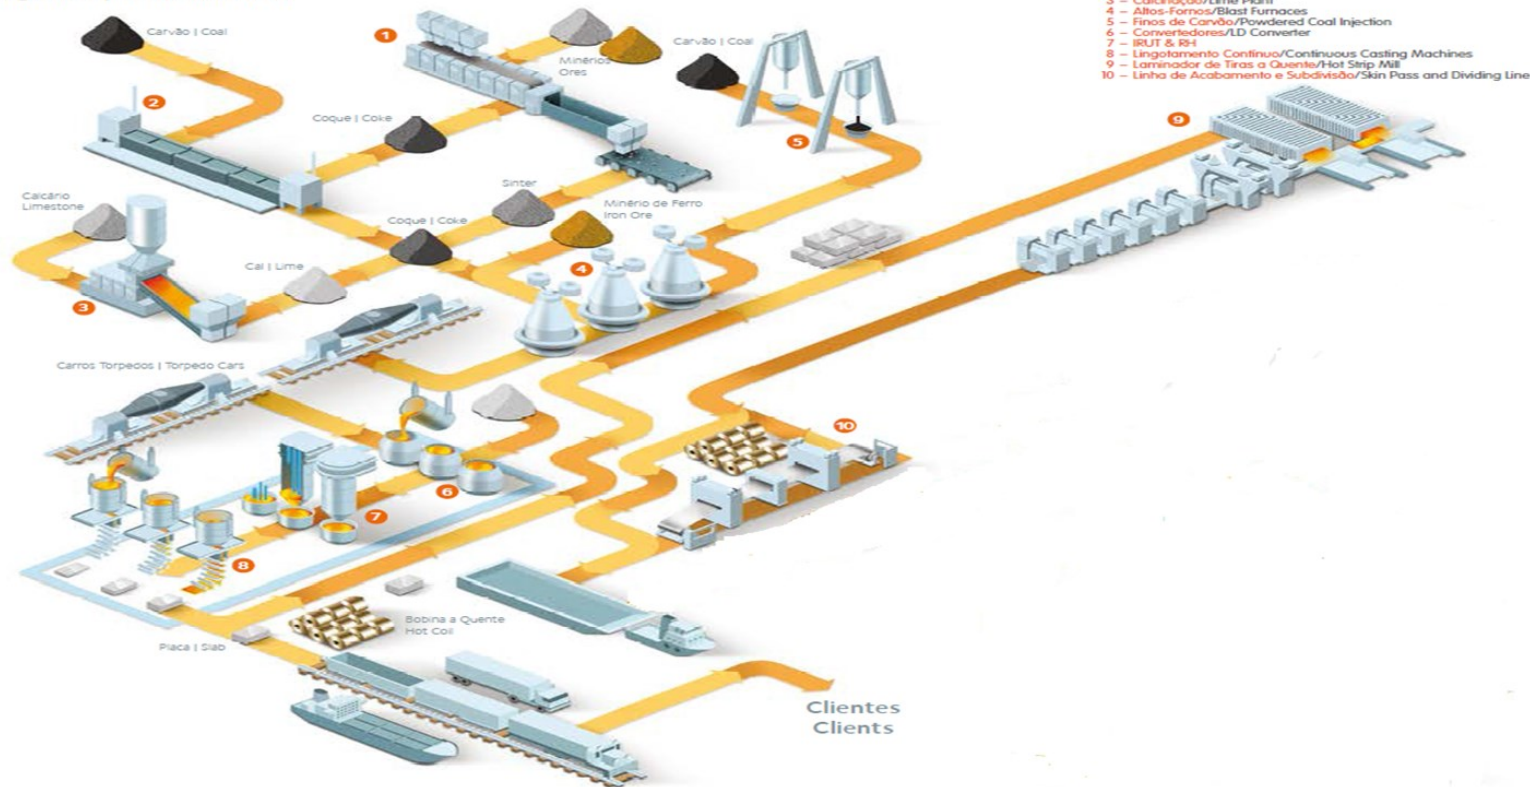 3 – Calcinação/Lime Plant
4 – Altos-Fornos/Blast Furnaces
5 – Finos de Carvão/Powdered Coal Injection
6 – Convertedores/LD Converter
7 – IRUT & RH
8 – Lingotamento Contínuo/Continuous Casting Machines
9 – Laminador de Tiras a Quente/Hot Strip Mill
10 – Linha de Acabamento e Subdivisão/Skin Pass and Dividing Line
Carvão | Coal
1
Minérios
Ores
Carvão | Coal
2
Coque | Coke
5
9
Calcário
Limestone
Sinter
Minério de Ferro
Iron Ore
Coque | Coke
Cal | Lime
4
3
Carros Torpedos | Torpedo Cars
10
6
7
8
Bobina a Quente
Hot Coil
Placa | Slab
Clientes
Clients